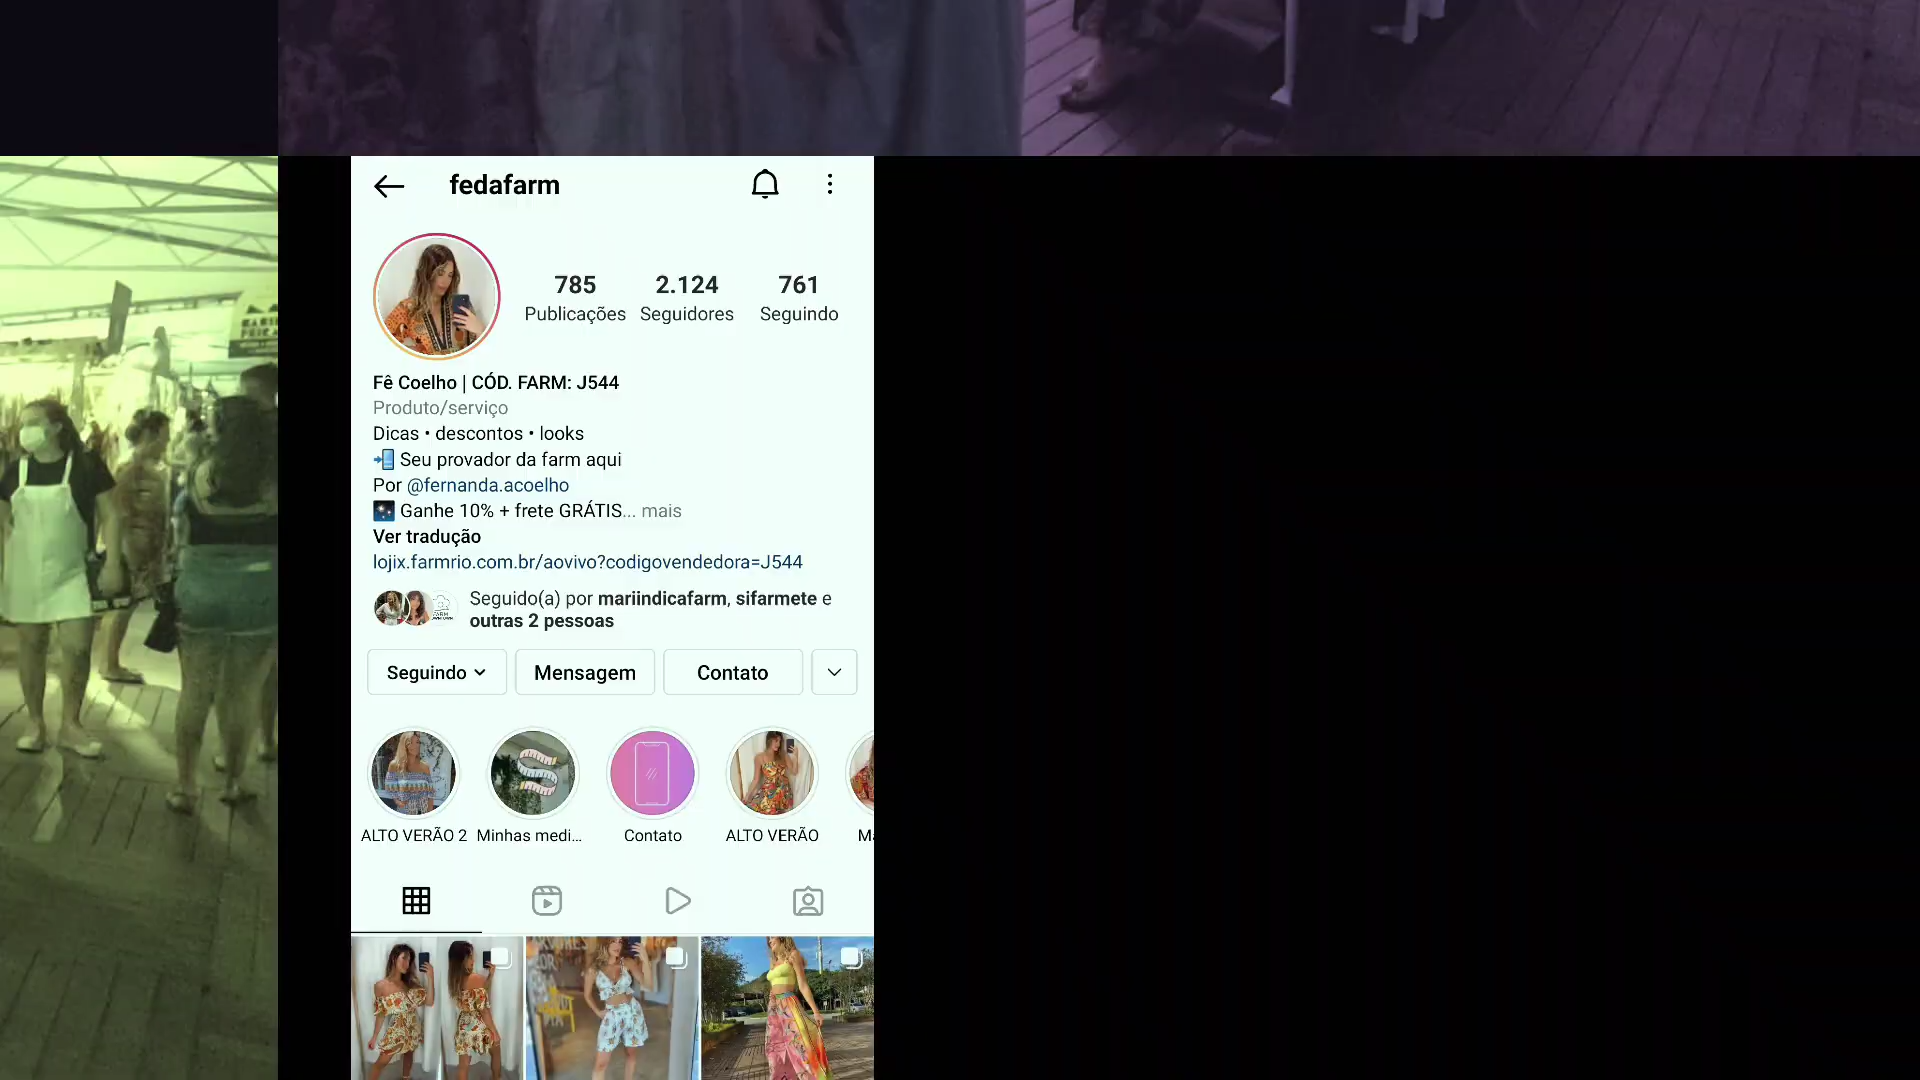 fedafarm
785
2.124
761
Publicações
Seguidores
Seguindo
Fê Coelho | CÓD. FARM: J544
Produto/serviço
Dicas • descontos • looks
📲 Seu provador da farm aqui
Por @fernanda.acoelho
🎆 Ganhe 10% + frete GRÁTIS... mais
Ver tradução
lojix.farmrio.com.br/aovivo?codigovendedora=J544
Seguido(a) por mariindicafarm, sifarmete e
outras 2 pessoas
Seguindo
Mensagem
Contato
ALTO VERÃO 2
Minhas medi...
Contato
ALTO VERÃO